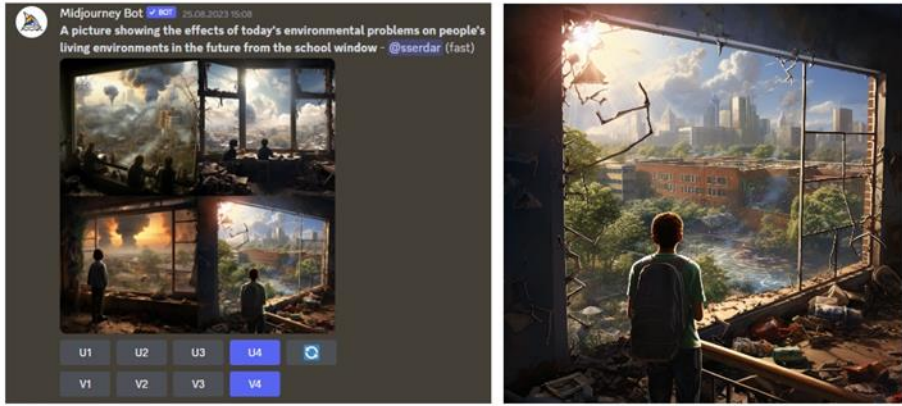 Midjourney Bot ✓ BOT 25.08.2023 15:08
A picture showing the effects of today's environmental problems on people's
living environments in the future from the school window - @sserdar (fast)
U1 U2 U3 U4
V1 V2 V3 V4